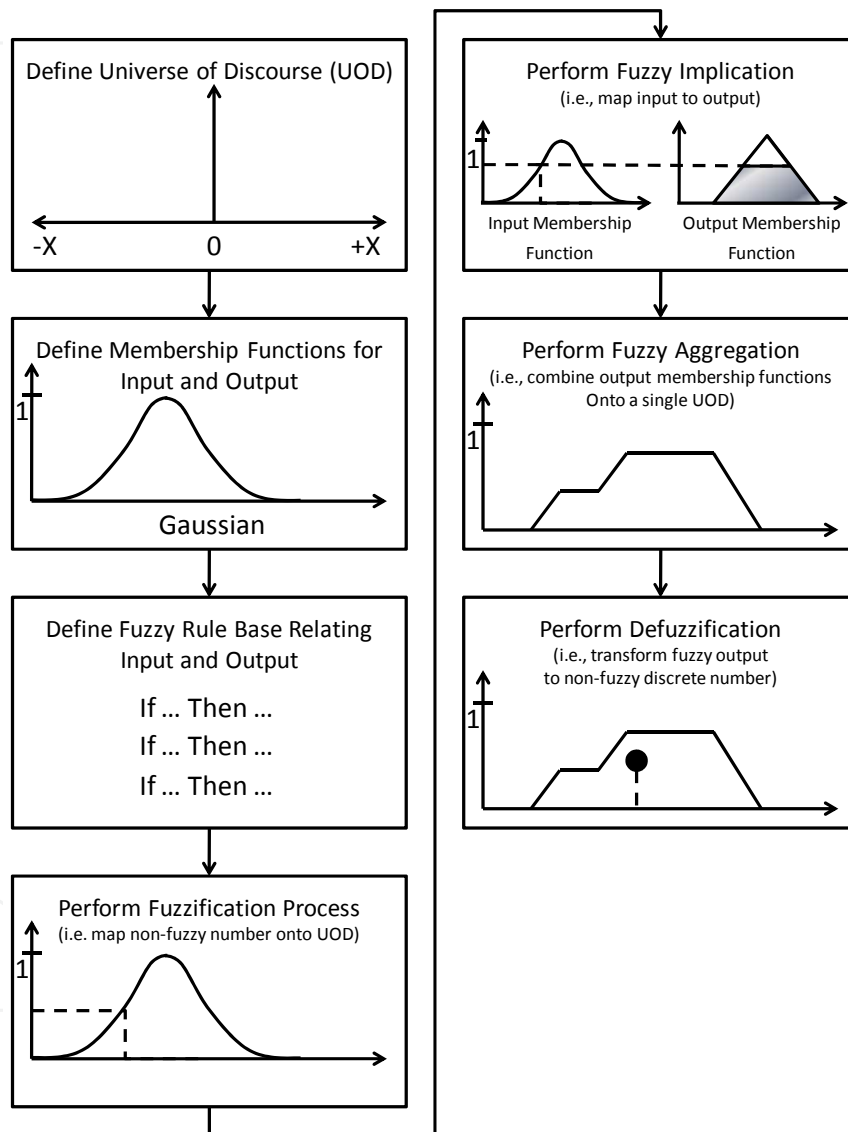 Define Universe of Discourse (UOD)
-X 0 +X
Define Membership Functions for
Input and Output
1
Gaussian
Define Fuzzy Rule Base Relating
Input and Output
If ... Then ...
If ... Then ...
If ... Then ...
Perform Fuzzification Process
(i.e. map non-fuzzy number onto UOD)
1
Perform Fuzzy Implication
(i.e., map input to output)
1
Input Membership
Function
Output Membership
Function
Perform Fuzzy Aggregation
(i.e., combine output membership functions
Onto a single UOD)
1
Perform Defuzzification
(i.e., transform fuzzy output
to non-fuzzy discrete number)
1